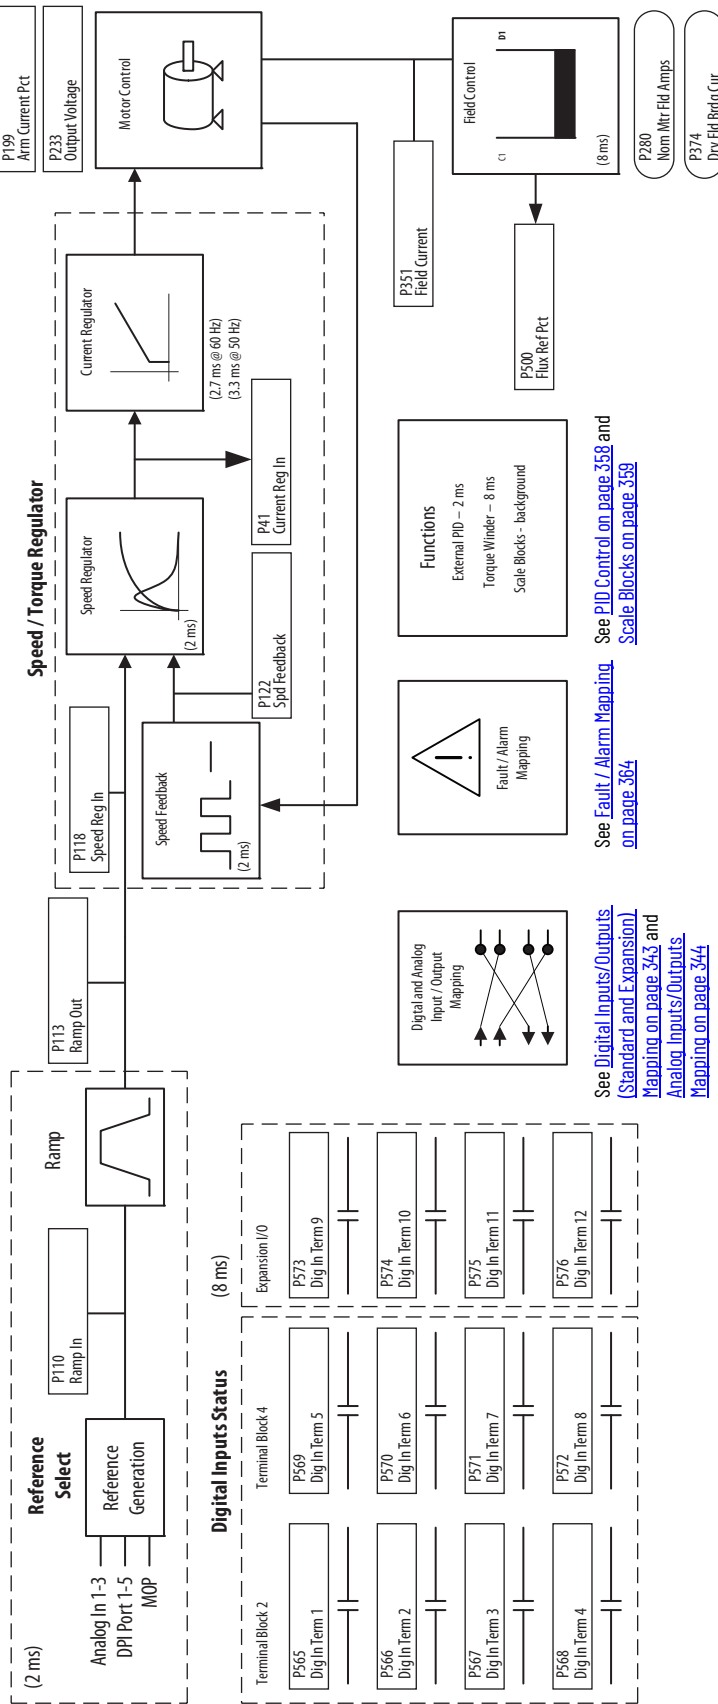 (2 ms)
Reference
Select
Analog In 1-3
DPI Port 1-5
MOP
Reference
Generation
P110
Ramp In
Ramp
P113
Ramp Out
Speed / Torque Regulator
P118
Speed Reg In
Speed Feedback
(2 ms)
P122
Spd Feedback
Speed Regulator
(2 ms)
P41
Current Reg In
Current Regulator
(2.7 ms @ 60 Hz)
(3.3 ms @ 50 Hz)
Motor Control
P199
Arm Current Pct
P233
Output Voltage
P351
Field Current
Field Control
C1
D1
(8 ms)
P500
Flux Ref Pct
P280
Nom Mtr Fld Amps
P374
Drv Fld Brdg Cur
Digital Inputs Status
(8 ms)
Terminal Block 2
Terminal Block 4
Expansion I/O
P565
Dig In Term 1
P569
Dig In Term 5
P573
Dig In Term 9
P566
Dig In Term 2
P570
Dig In Term 6
P574
Dig In Term 10
P567
Dig In Term 3
P571
Dig In Term 7
P575
Dig In Term 11
P568
Dig In Term 4
P572
Dig In Term 8
P576
Dig In Term 12
Digtal and Analog
Input / Output
Mapping
See Digital Inputs/Outputs
(Standard and Expansion)
Mapping on page 343 and
Analog Inputs/Outputs
Mapping on page 344
Fault / Alarm
Mapping
See Fault / Alarm Mapping
on page 364
Functions
External PID – 2 ms
Torque Winder – 8 ms
Scale Blocks - background
See PID Control on page 358 and
Scale Blocks on page 359